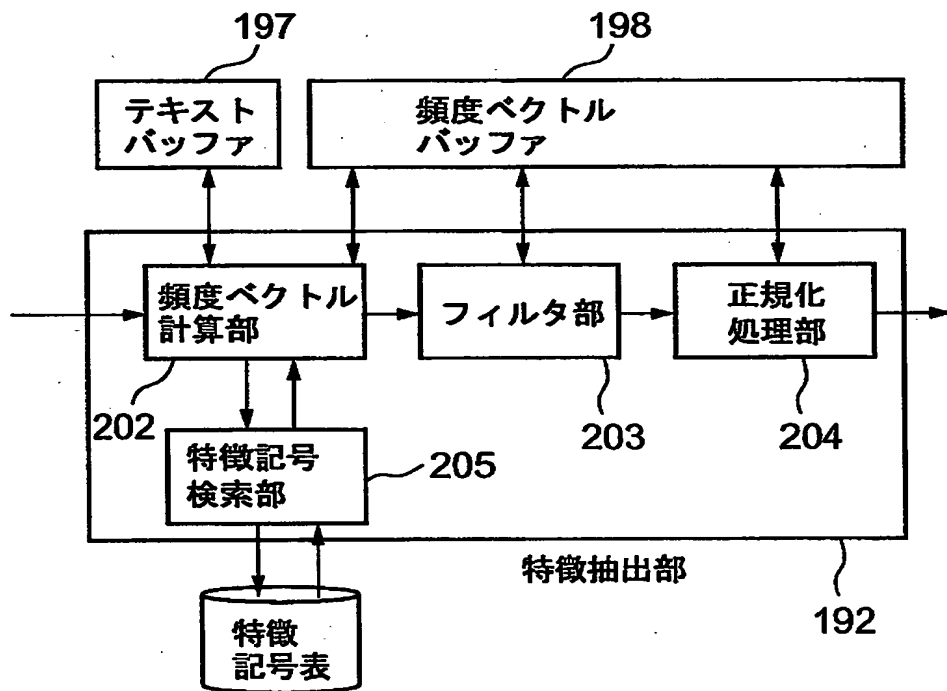 197
198
テキスト
バッファ
頻度ベクトル
バッファ
頻度ベクトル
計算部
フィルタ部
正規化
処理部
202
203
204
特徴記号
検索部
205
特徴抽出部
192
特徴
記号表